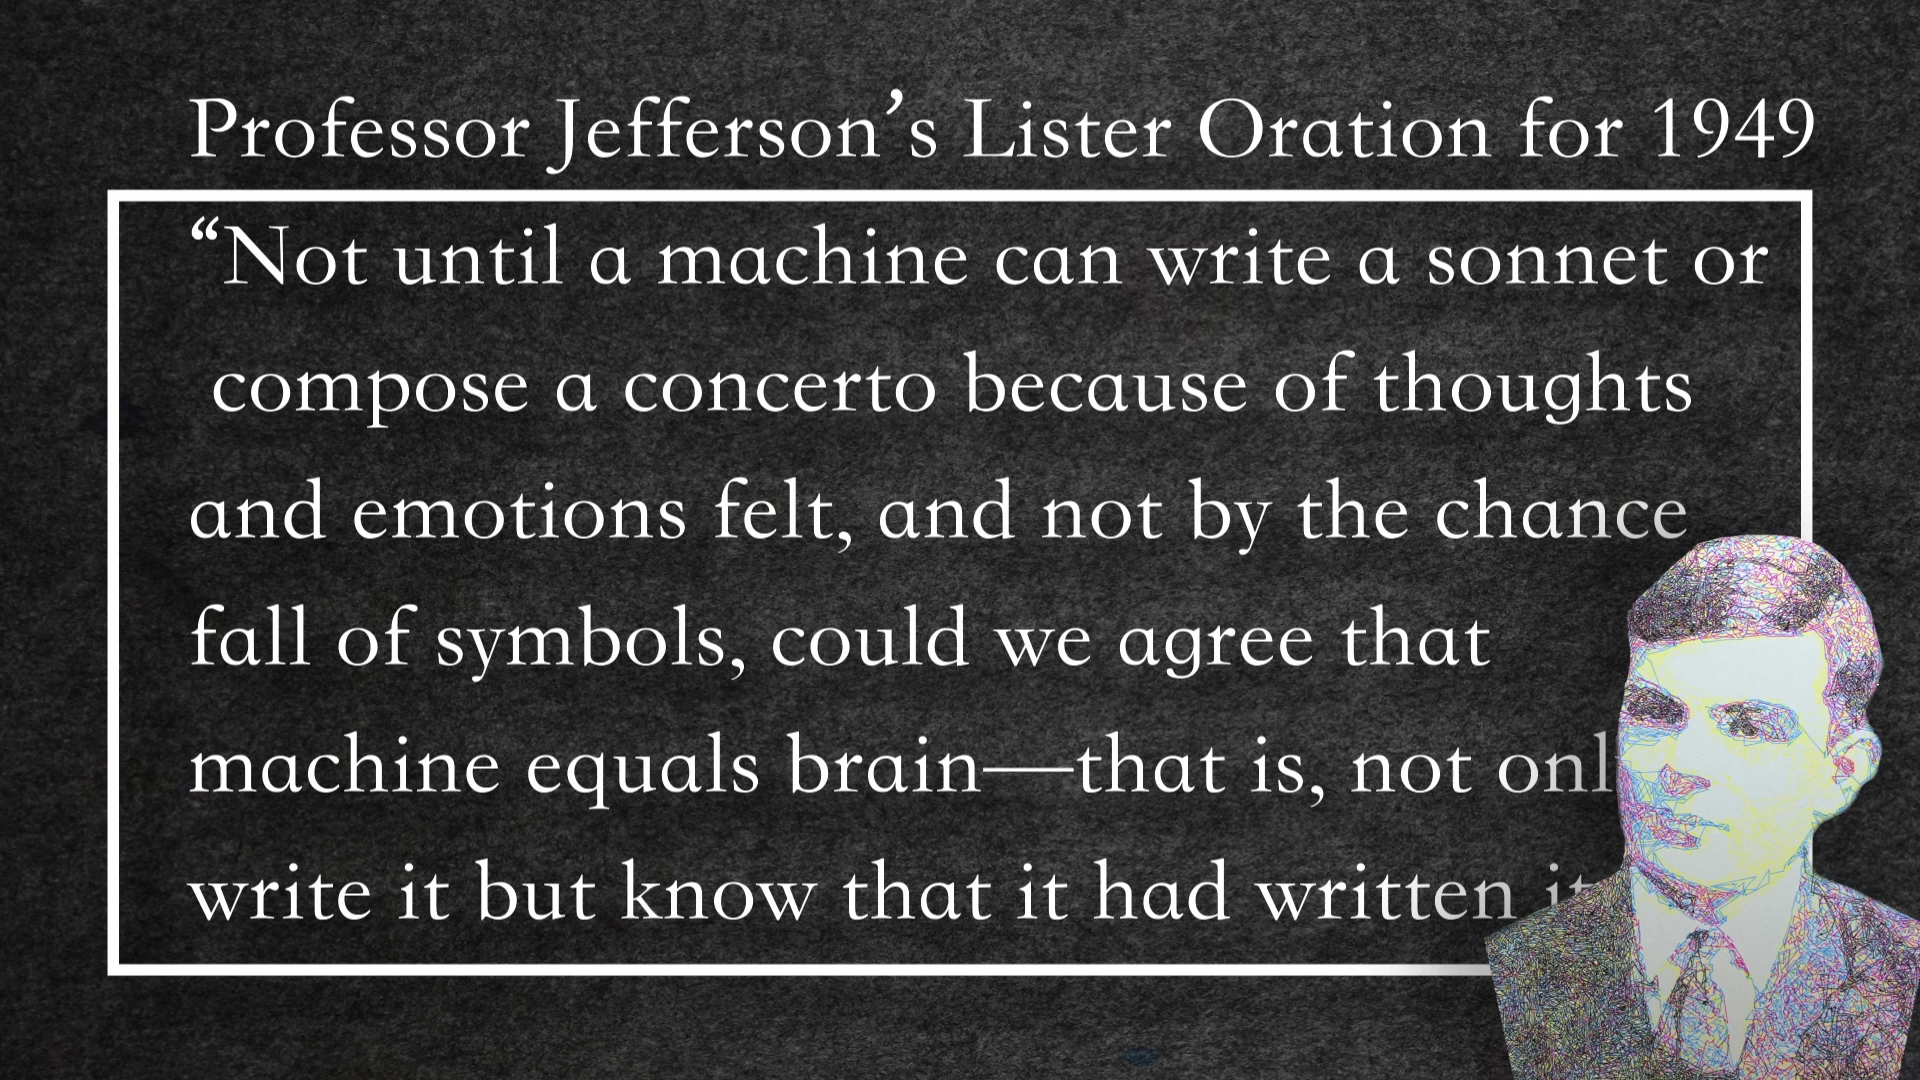 Professor Jefferson’s Lister Oration for 1949
“Not until a machine can write a sonnet or
compose a concerto because of thoughts
and emotions felt, and not by the chance
fall of symbols, could we agree that
machine equals brain—that is, not
write it but know that it had written it